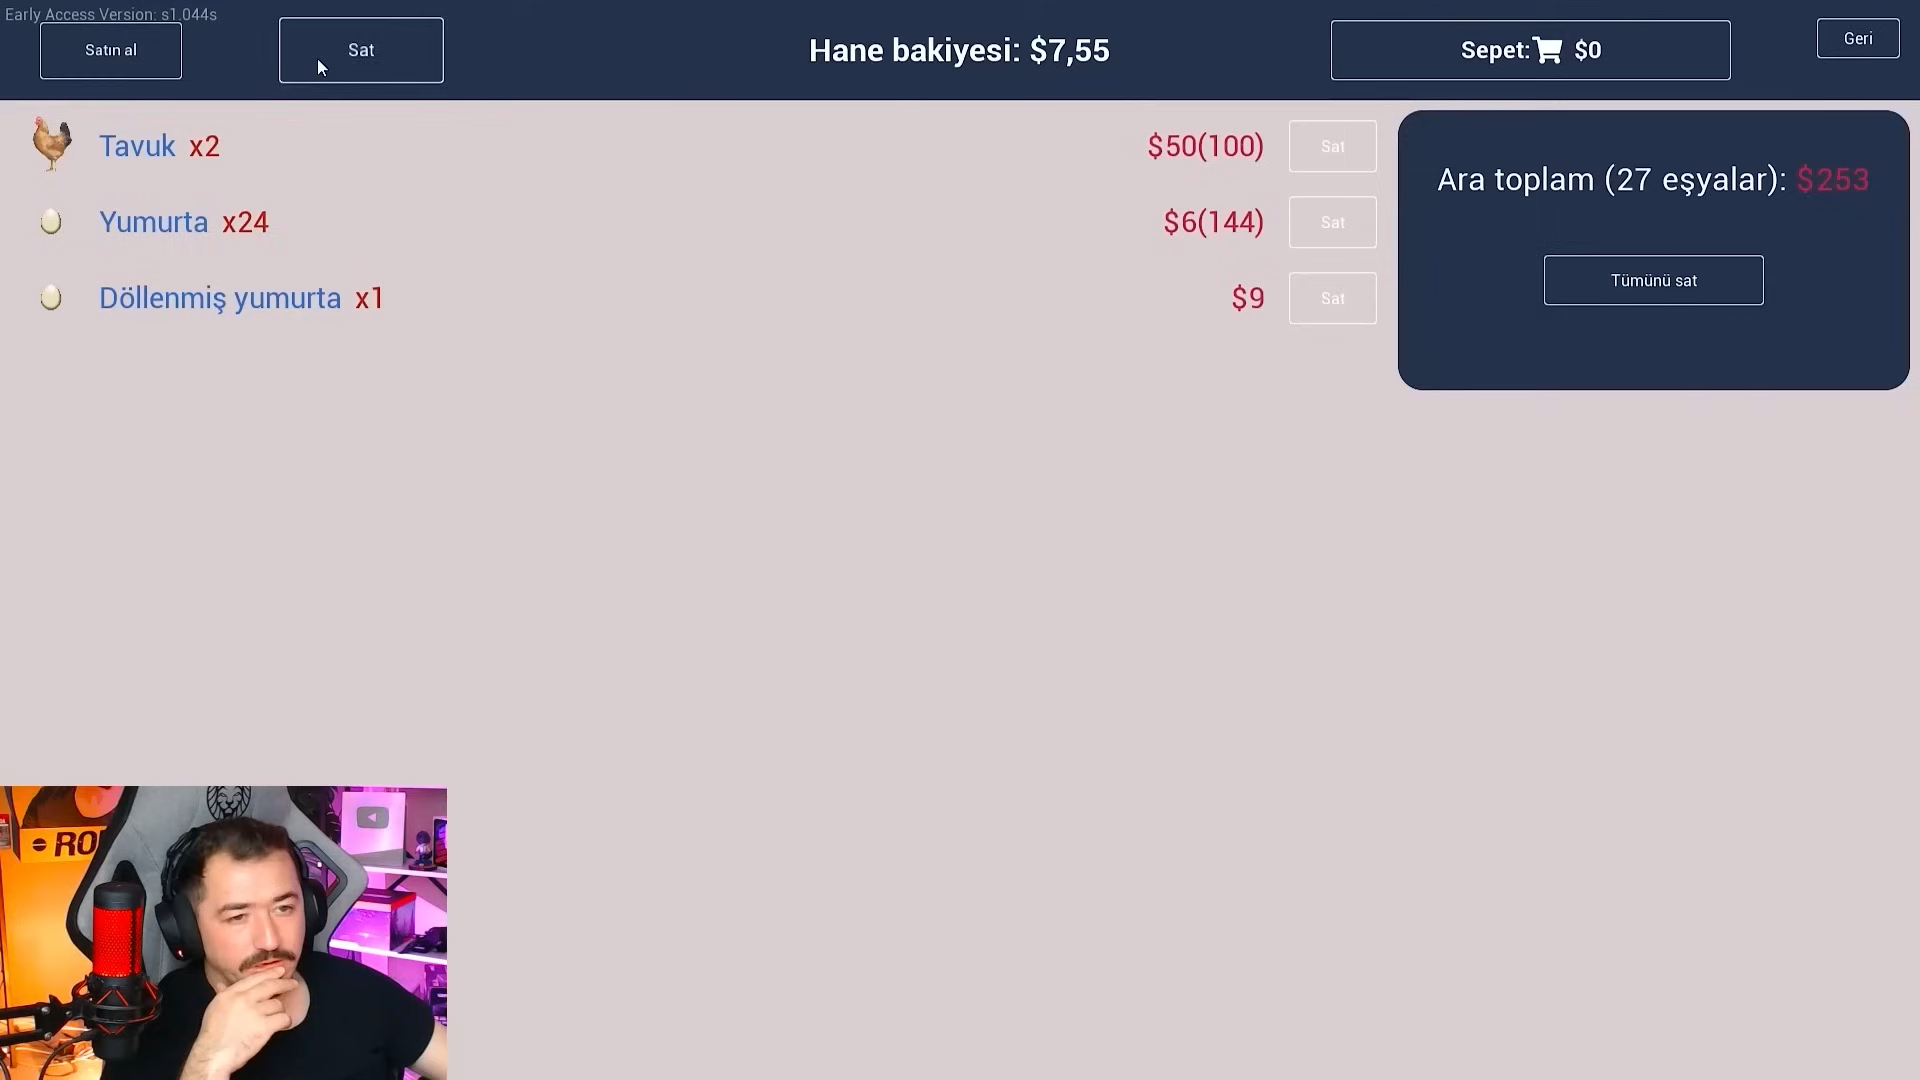 Early Access Version: s1.044s
Satın al
Sat
Hane bakiyesi: $7,55
Sepet: $0
Geri
Tavuk x2
$50(100)
Sat
Yumurta x24
$6(144)
Sat
Döllenmiş yumurta x1
$9
Sat
Ara toplam (27 eşyalar): $253
Tümünü sat
RO